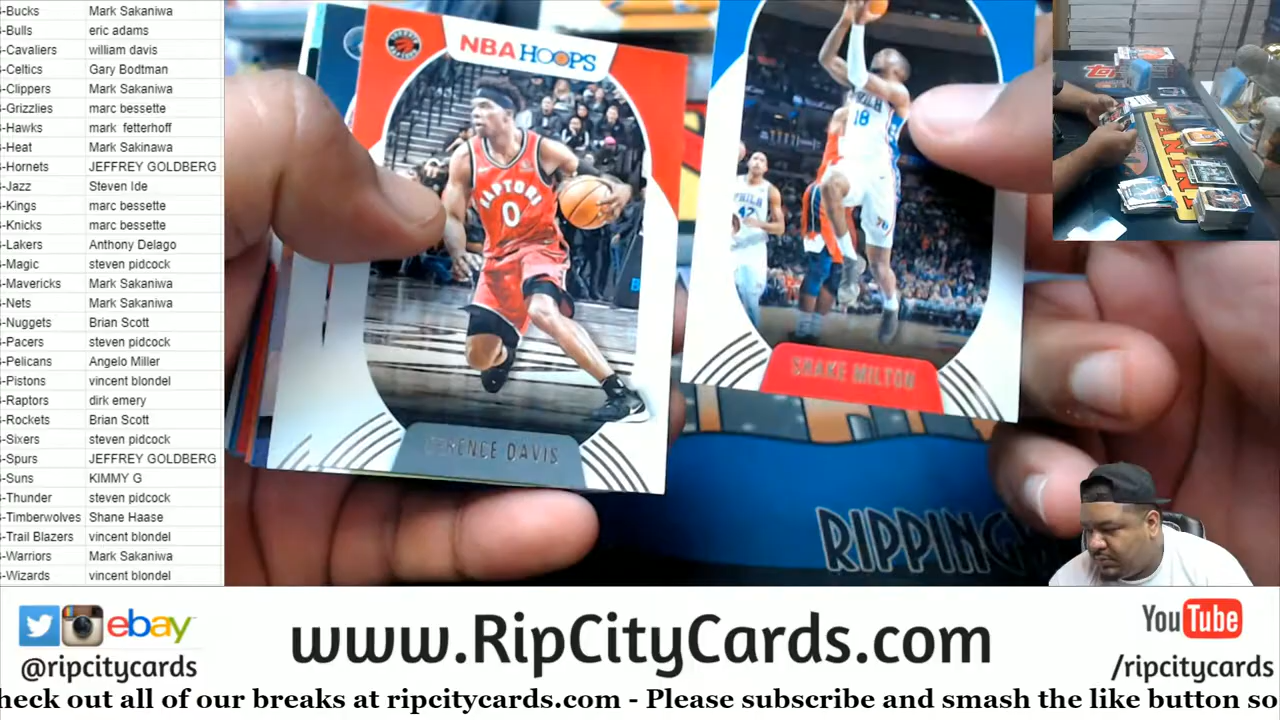 -Bucks Mark Sakaniwa
-Bulls eric adams
-Cavaliers william davis
-Celtics Gary Bodtman
-Clippers Mark Sakaniwa
-Grizzlies marc bessette
-Hawks mark fetterhoff
-Heat Mark Sakinawa
-Hornets JEFFREY GOLDBERG
-Jazz Steven Ide
-Kings marc bessette
-Knicks marc bessette
-Lakers Anthony Delago
-Magic steven pidcock
-Mavericks Mark Sakaniwa
-Nets Mark Sakaniwa
-Nuggets Brian Scott
-Pacers steven pidcock
-Pelicans Angelo Miller
-Pistons vincent blondel
-Raptors dirk emery
-Rockets Brian Scott
-Sixers steven pidcock
-Spurs JEFFREY GOLDBERG
-Suns KIMMY G
-Thunder steven pidcock
-Timberwolves Shane Haase
-Trail Blazers vincent blondel
-Warriors Mark Sakaniwa
-Wizards vincent blondel
NBA HOOPS
RAPTORS
0
DAVIS
PHILA
18
SHAKE MILTON
RIPPING
ebay
@ripcitycards
www.RipCityCards.com
YouTube
/ripcitycards
heck out all of our breaks at ripcitycards.com - Please subscribe and smash the like button so